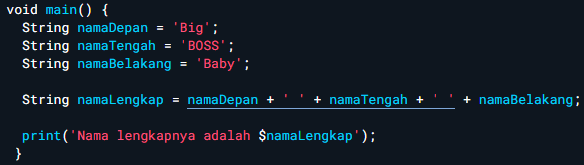 void main() {
  String namaDepan = 'Big';
  String namaTengah = 'BOSS';
  String namaBelakang = 'Baby';
  String namaLengkap = namaDepan + ' ' + namaTengah + ' ' + namaBelakang;
  print('Nama lengkapnya adalah $namaLengkap');
}